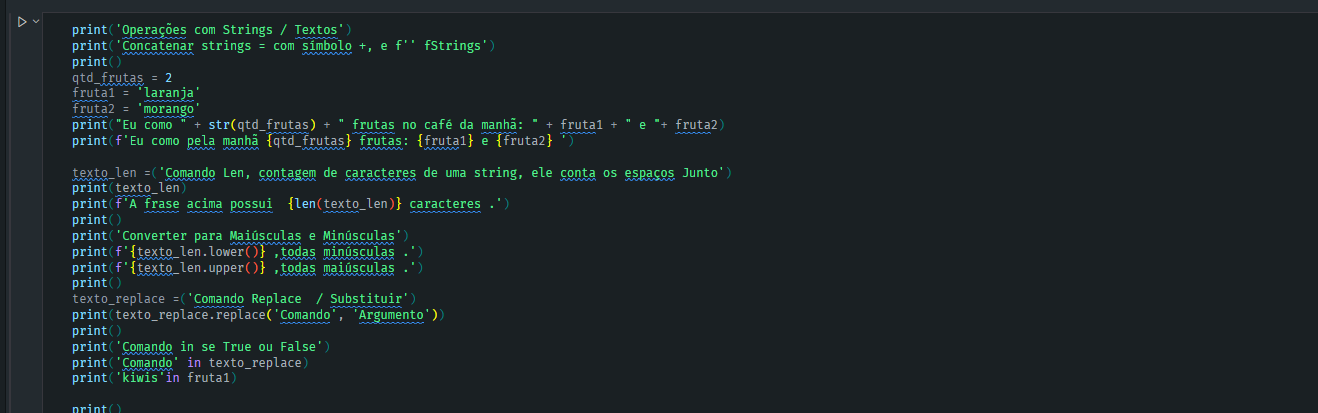 print('Operações com Strings / Textos')
print('Concatenar strings = com símbolo +, e f'' fStrings')
print()
qtd_frutas = 2
fruta1 = 'laranja'
fruta2 = 'morango'
print("Eu como " + str(qtd_frutas) + " frutas no café da manhã: " + fruta1 + " e "+ fruta2)
print(f'Eu como pela manhã {qtd_frutas} frutas: {fruta1} e {fruta2} ')
texto_len =('Comando Len, contagem de caracteres de uma string, ele conta os espaços Junto')
print(texto_len)
print(f'A frase acima possui  {len(texto_len)} caracteres .')
print()
print('Converter para Maiúsculas e Minúsculas')
print(f'{texto_len.lower()} ,todas minúsculas .')
print(f'{texto_len.upper()} ,todas maiúsculas .')
print()
texto_replace =('Comando Replace  / Substituir')
print(texto_replace.replace('Comando', 'Argumento'))
print()
print('Comando in se True ou False')
print('Comando' in texto_replace)
print('kiwis'in fruta1)
print()